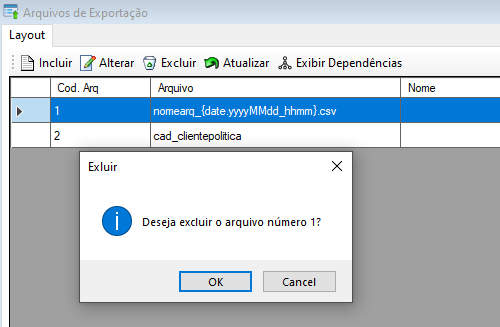 Arquivos de Exportação
Layout
Incluir Alterar Excluir Atualizar Exibir Dependências
Cod. Arq Arquivo Nome
1 nomearq_{date.yyyyMMdd_hhmm}.csv
2 cad_clientepolitica
Exluir
Deseja excluir o arquivo número 1?
OK Cancel